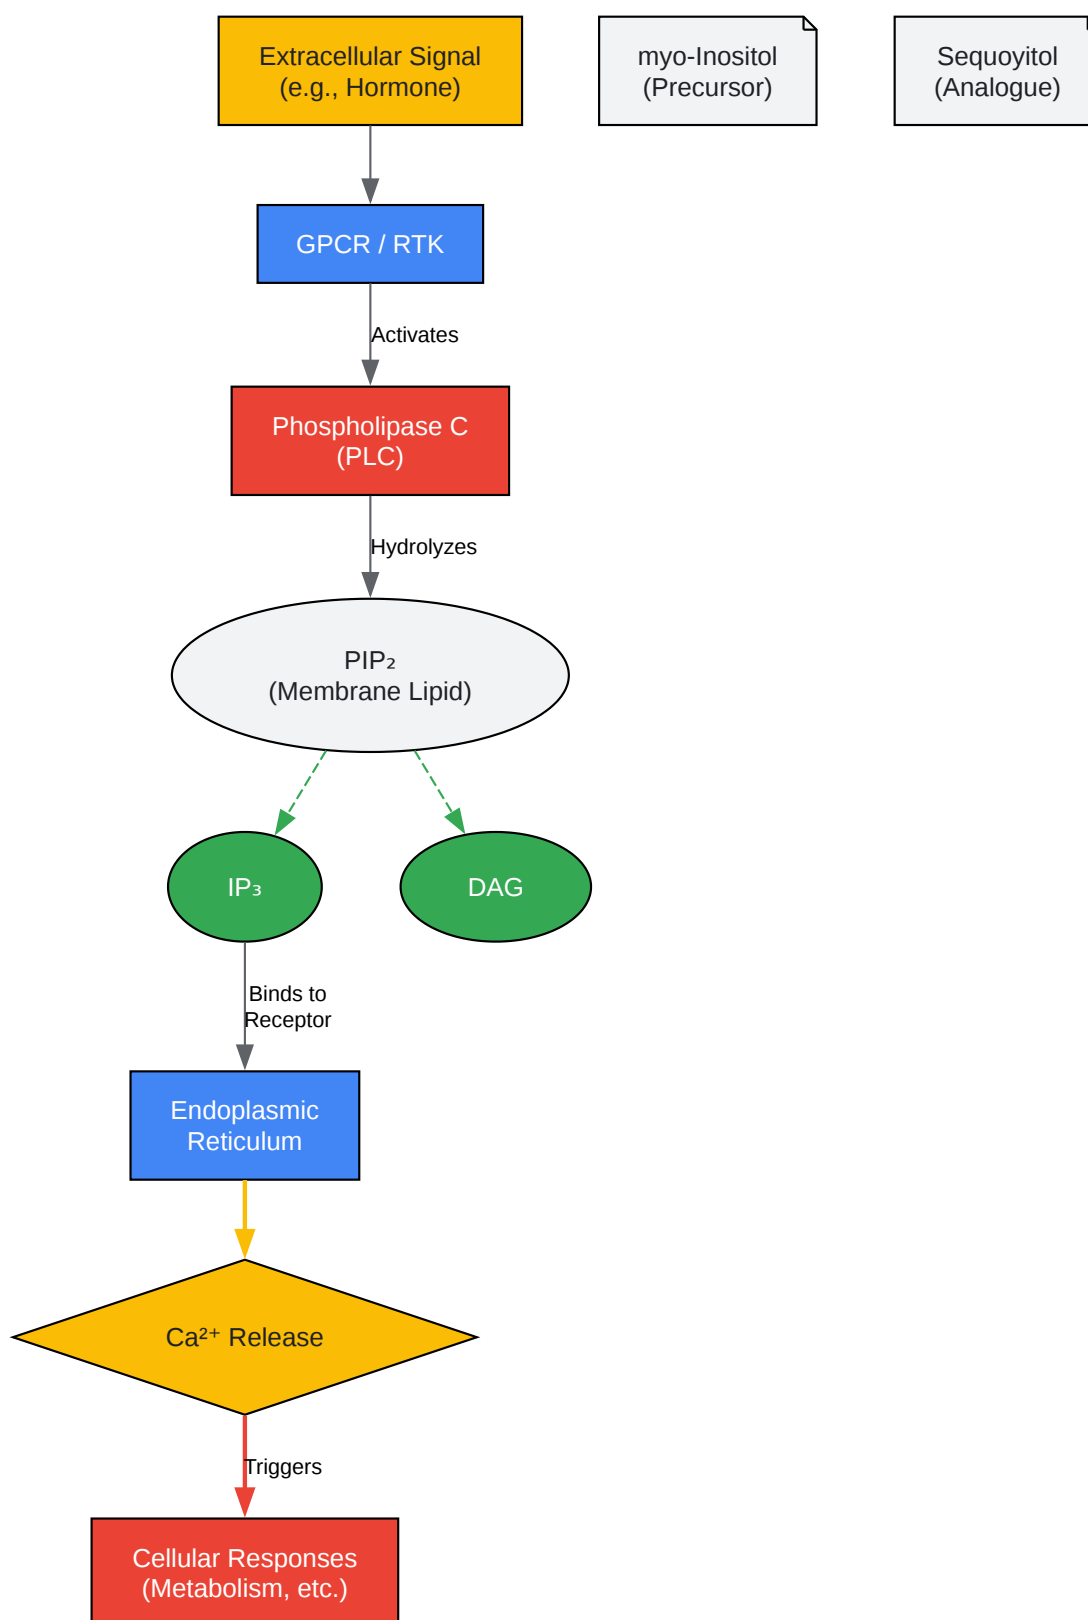 Extracellular Signal
(e.g., Hormone)
myo-Inositol
(Precursor)
Sequoyitol
(Analogue)
GPCR / RTK
Activates
Phospholipase C
(PLC)
Hydrolyzes
PIP₂
(Membrane Lipid)
IP₃
DAG
Binds to
Receptor
Endoplasmic
Reticulum
Ca²⁺ Release
Triggers
Cellular Responses
(Metabolism, etc.)